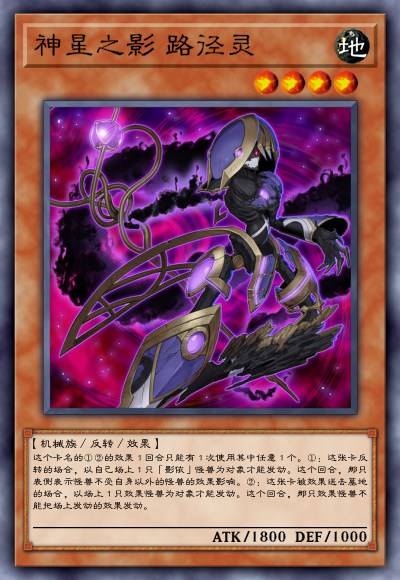 神星之影 路径灵
地
【机械族／反转／效果】
这个卡名的①②的效果1回合只能有1次使用其中任意1个。①：这张卡反
转的场合，以自己场上1只「影依」怪兽为对象才能发动。这个回合，那只
表侧表示怪兽不受自身以外的怪兽的效果影响。②：这张卡被效果送去墓地
的场合，以场上1只效果怪兽为对象才能发动。这个回合，那只效果怪兽不
能把场上发动的效果发动。
ATK/1800 DEF/1000